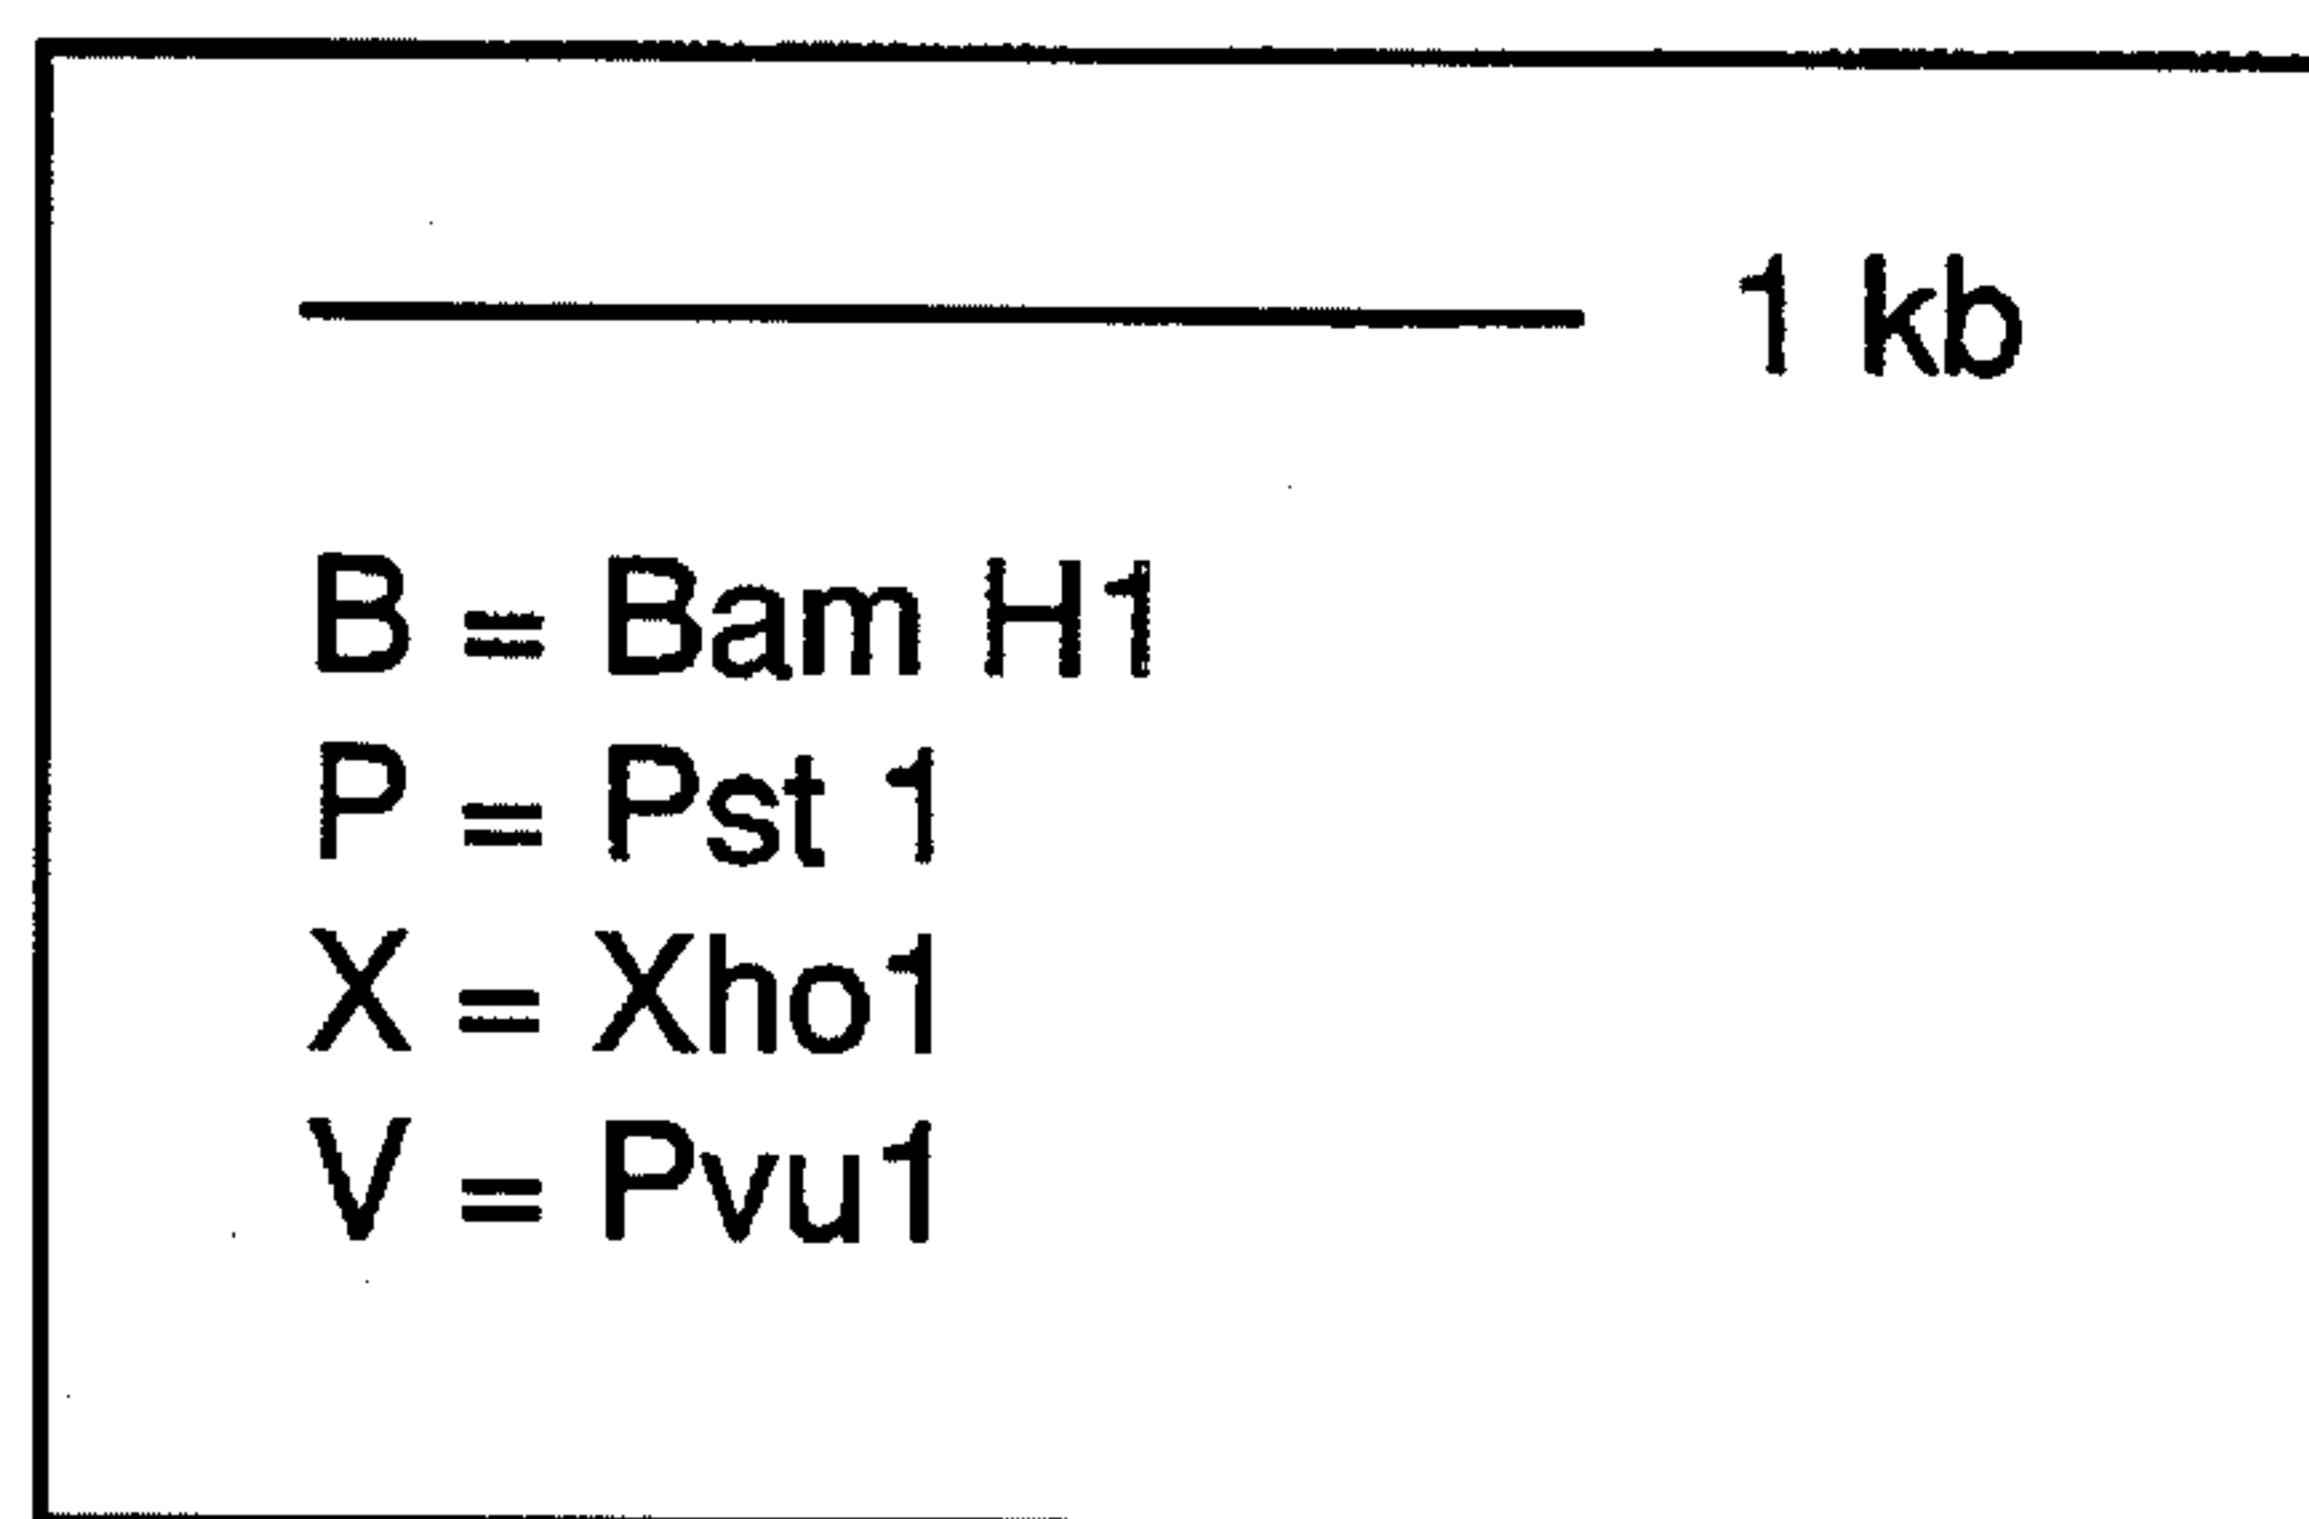 1 kb
B = Bam H1
P = Pst 1
X = Xho1
V = Pvu1